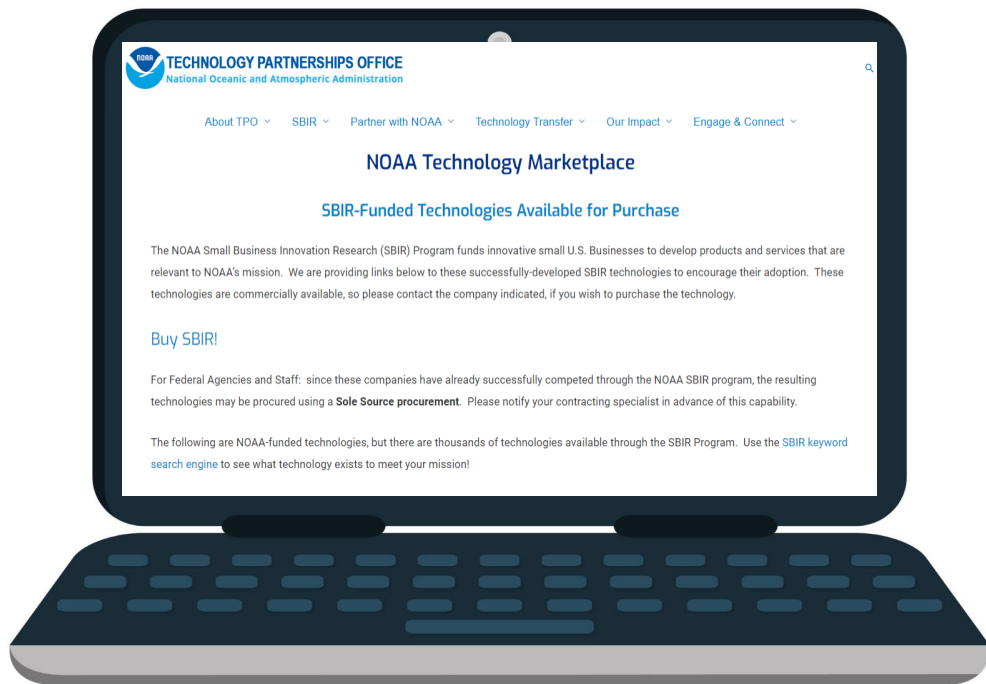 NOAA
TECHNOLOGY PARTNERSHIPS OFFICE
National Oceanic and Atmospheric Administration
About TPO SBIR Partner with NOAA Technology Transfer Our Impact Engage & Connect
NOAA Technology Marketplace
SBIR-Funded Technologies Available for Purchase
The NOAA Small Business Innovation Research (SBIR) Program funds innovative small U.S. Businesses to develop products and services that are
relevant to NOAA's mission. We are providing links below to these successfully-developed SBIR technologies to encourage their adoption. These
technologies are commercially available, so please contact the company indicated, if you wish to purchase the technology.
Buy SBIR!
For Federal Agencies and Staff: since these companies have already successfully competed through the NOAA SBIR program, the resulting
technologies may be procured using a Sole Source procurement. Please notify your contracting specialist in advance of this capability.
The following are NOAA-funded technologies, but there are thousands of technologies available through the SBIR Program. Use the SBIR keyword
search engine to see what technology exists to meet your mission!